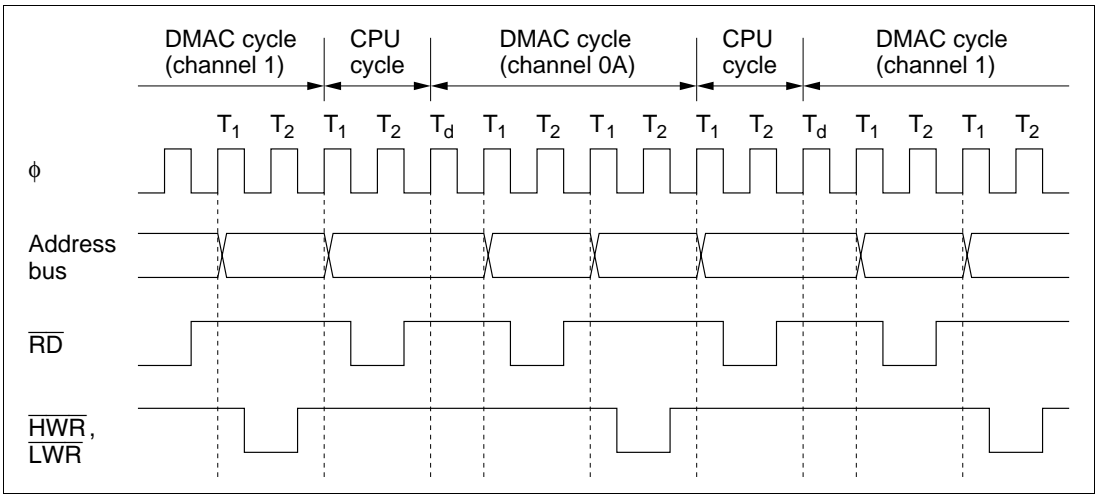 DMAC cycle (channel 1)
CPU cycle
DMAC cycle (channel 0A)
CPU cycle
DMAC cycle (channel 1)
T1 T2 T1 T2 Td T1 T2 T1 T2 T1 T2 Td T1 T2 T1 T2
φ
Address bus
RD
HWR,
LWR